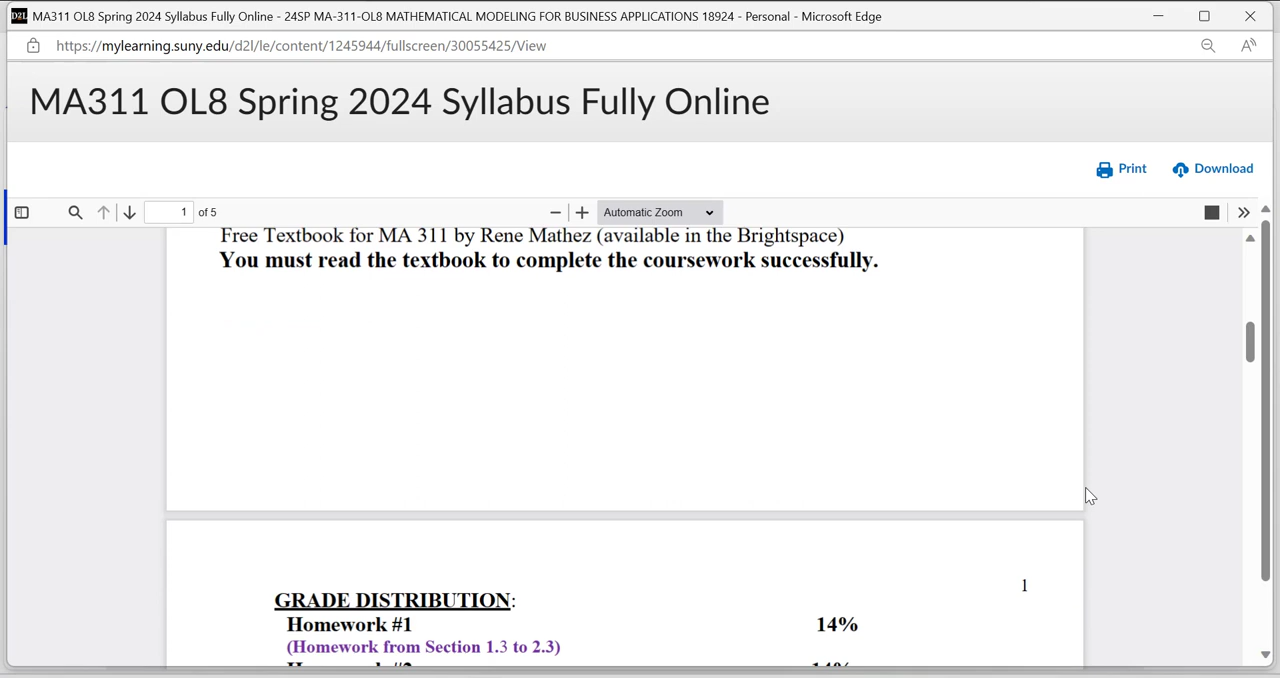 D2L MA311 OL8 Spring 2024 Syllabus Fully Online - 24SP MA-311-OL8 MATHEMATICAL MODELING FOR BUSINESS APPLICATIONS 18924 - Personal - Microsoft Edge
https://mylearning.suny.edu/d2l/le/content/1245944/fullscreen/30055425/View
MA311 OL8 Spring 2024 Syllabus Fully Online
Print Download
1 of 5 Automatic Zoom
Free Textbook for MA 311 by Rene Mathez (available in the Brightspace)
You must read the textbook to complete the coursework successfully.
1
GRADE DISTRIBUTION:
Homework #1 14%
(Homework from Section 1.3 to 2.3)